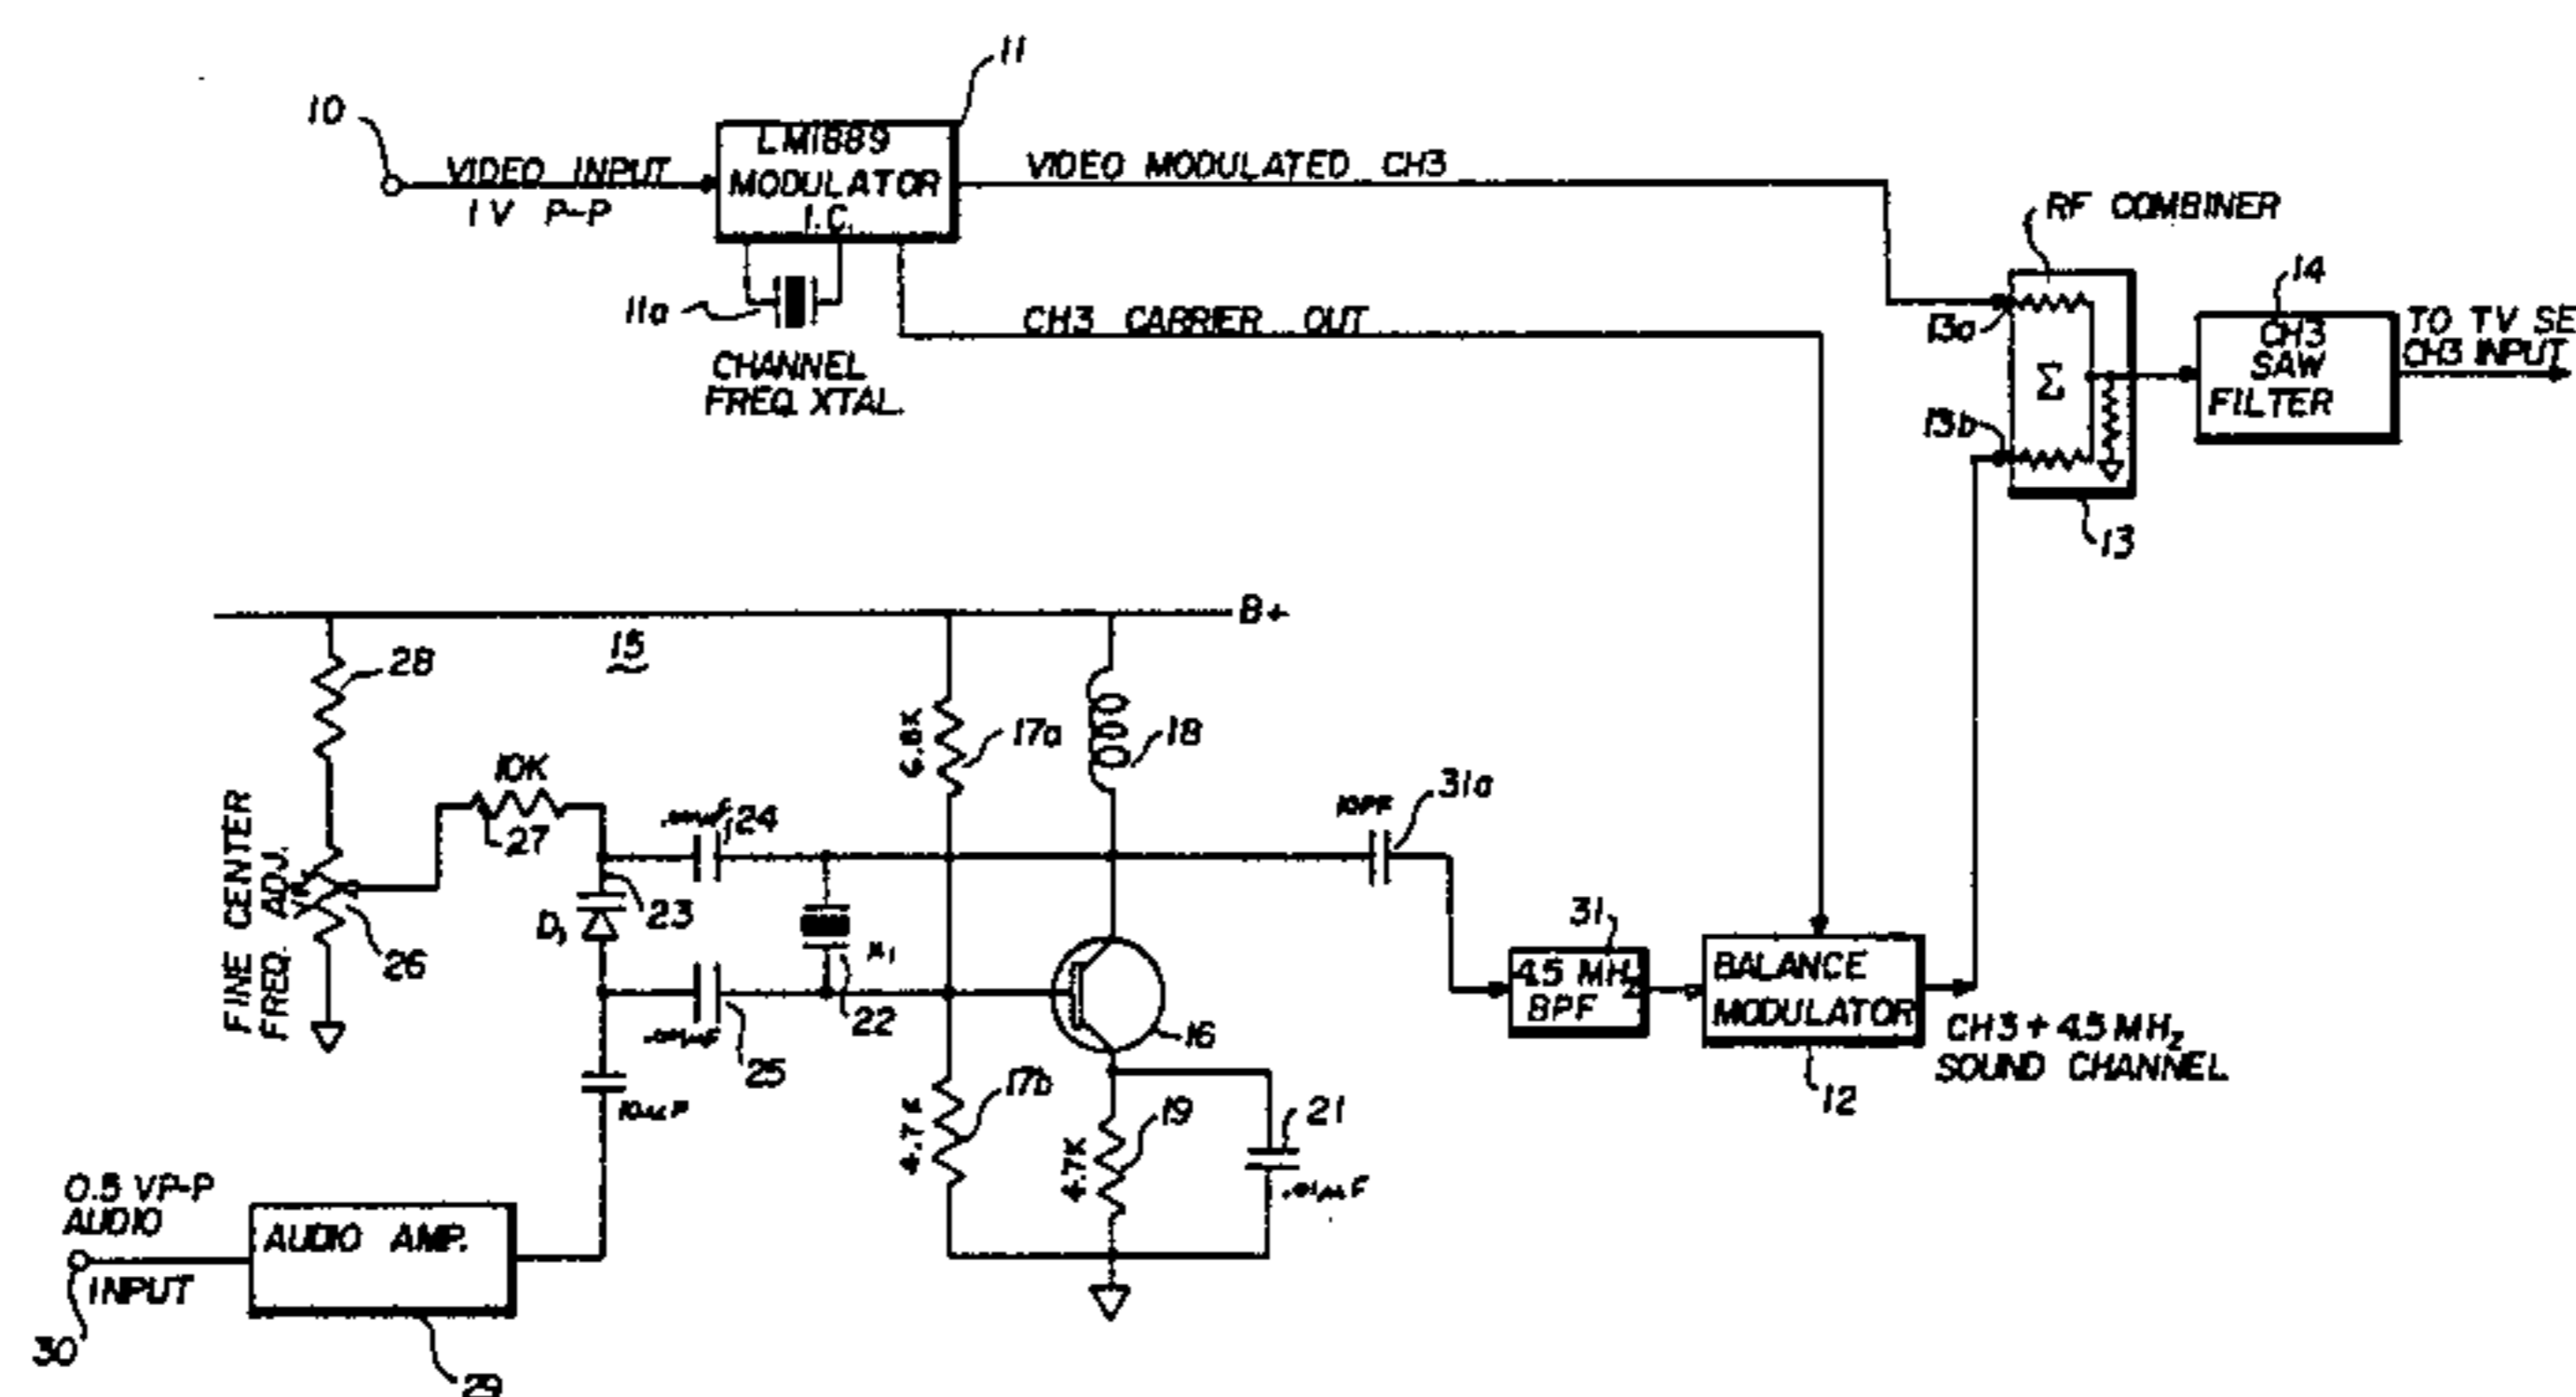 11
10
LM1889
MODULATOR
I.C.
VIDEO INPUT
1 V P-P
VIDEO MODULATED CH3
RF COMBINER
14
11a
CHANNEL
FREQ. XTAL.
CH3 CARRIER OUT
13a
Σ
13b
CH3
SAW
FILTER
TO TV SE
CH3 INPUT
13
B+
15
28
6.8K
17a
18
10K
27
24
10PF
31a
FINE CENTER
FREQ. ADJ.
26
D1
23
X1
22
25
16
31
4.5 MHz
BPF
BALANCE
MODULATOR
CH3 + 4.5 MHz
SOUND CHANNEL
12
10µF
4.7K
17b
4.7K
19
21
.01µF
0.5 VP-P
AUDIO
INPUT
30
AUDIO AMP.
29